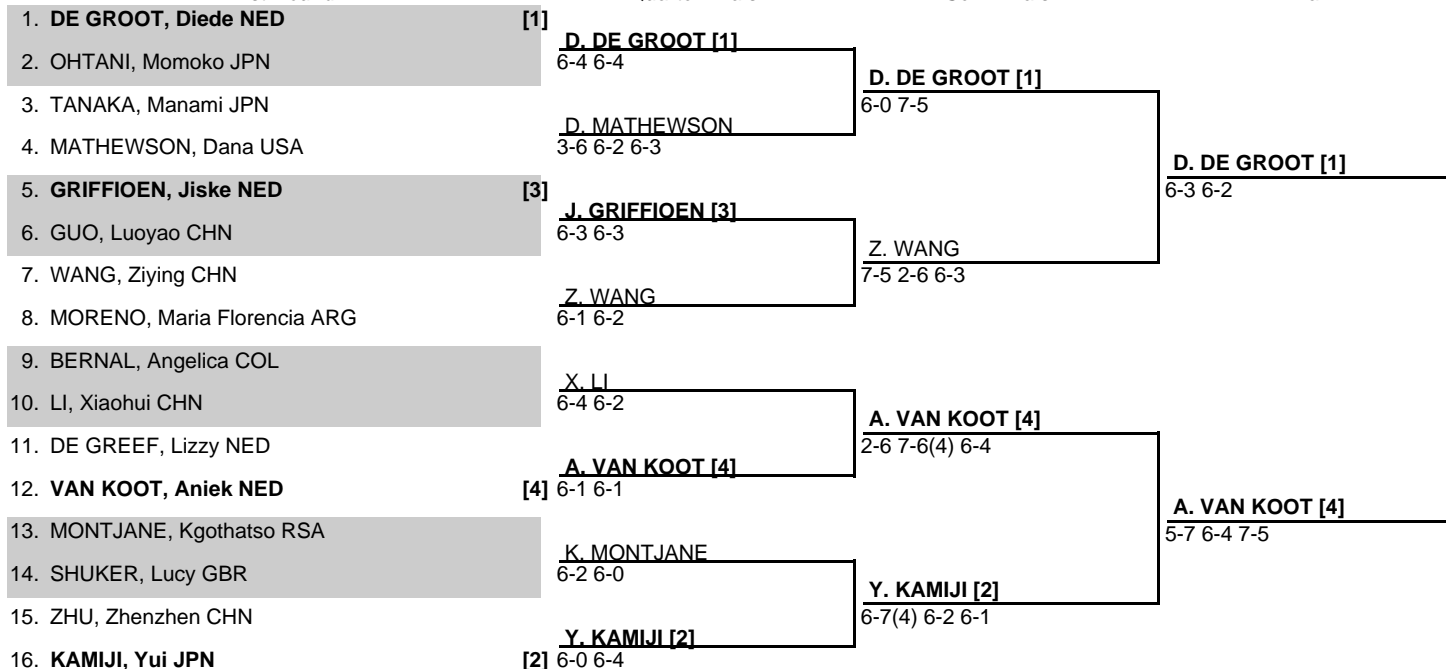 1. DE GROOT, Diede NED [1]
2. OHTANI, Momoko JPN
3. TANAKA, Manami JPN
4. MATHEWSON, Dana USA
5. GRIFFIOEN, Jiske NED [3]
6. GUO, Luoyao CHN
7. WANG, Ziying CHN
8. MORENO, Maria Florencia ARG
9. BERNAL, Angelica COL
10. LI, Xiaohui CHN
11. DE GREEF, Lizzy NED
12. VAN KOOT, Aniek NED [4]
13. MONTJANE, Kgothatso RSA
14. SHUKER, Lucy GBR
15. ZHU, Zhenzhen CHN
16. KAMIJI, Yui JPN [2]
D. DE GROOT [1]
6-4 6-4
D. MATHEWSON
3-6 6-2 6-3
J. GRIFFIOEN [3]
6-3 6-3
Z. WANG
6-1 6-2
X. LI
6-4 6-2
A. VAN KOOT [4]
6-1 6-1
K. MONTJANE
6-2 6-0
Y. KAMIJI [2]
6-0 6-4
D. DE GROOT [1]
6-0 7-5
Z. WANG
7-5 2-6 6-3
A. VAN KOOT [4]
2-6 7-6(4) 6-4
Y. KAMIJI [2]
6-7(4) 6-2 6-1
D. DE GROOT [1]
6-3 6-2
A. VAN KOOT [4]
5-7 6-4 7-5